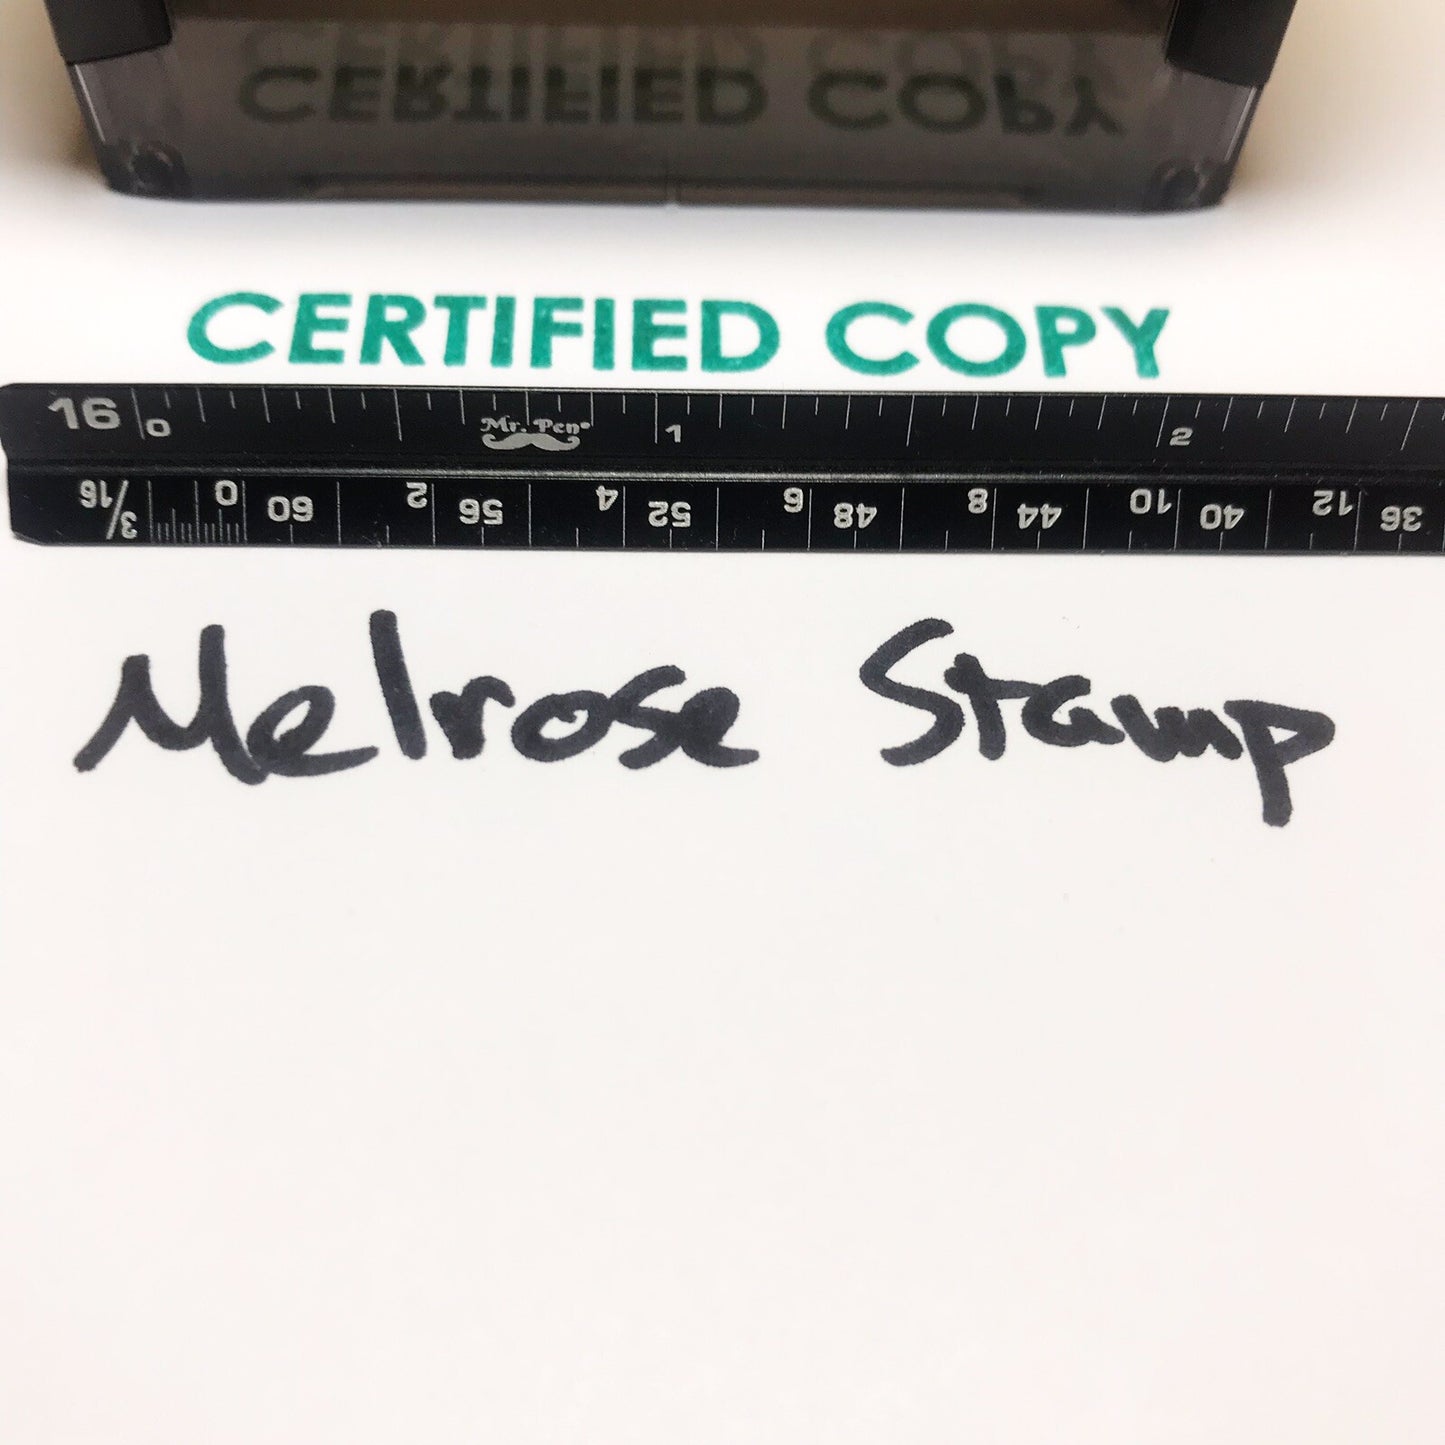 CERTIFIED COPY
CERTIFIED COPY
16 0 Mr. Pen® 1 2
3/16 0 60 2 56 4 52 6 48 8 44 10 40 12 36
Melrose Stamp